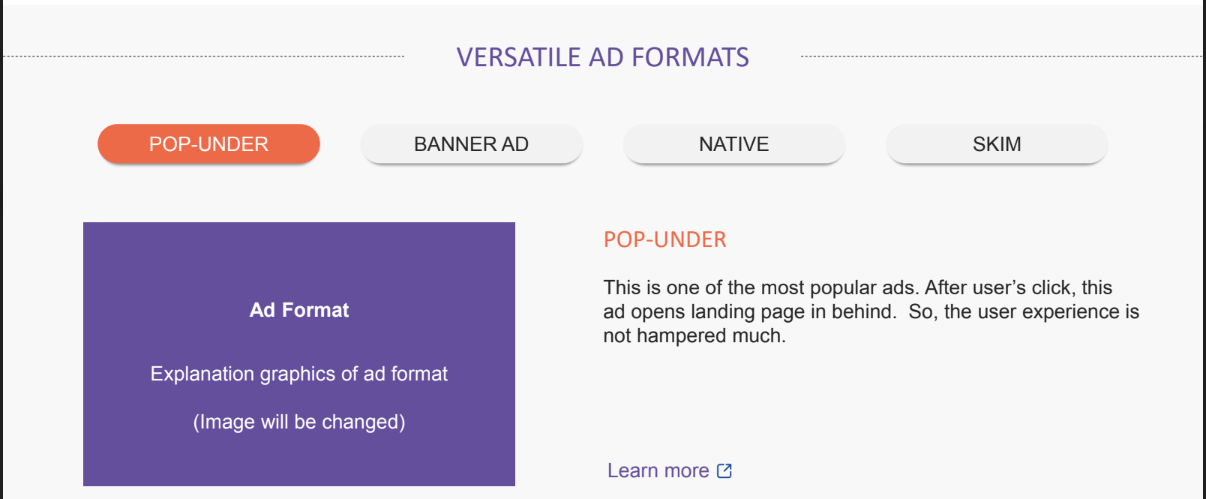 VERSATILE AD FORMATS
POP-UNDER
BANNER AD
NATIVE
SKIM
Ad Format
Explanation graphics of ad format
(Image will be changed)
POP-UNDER
This is one of the most popular ads. After user’s click, this
ad opens landing page in behind.  So, the user experience is
not hampered much.
Learn more